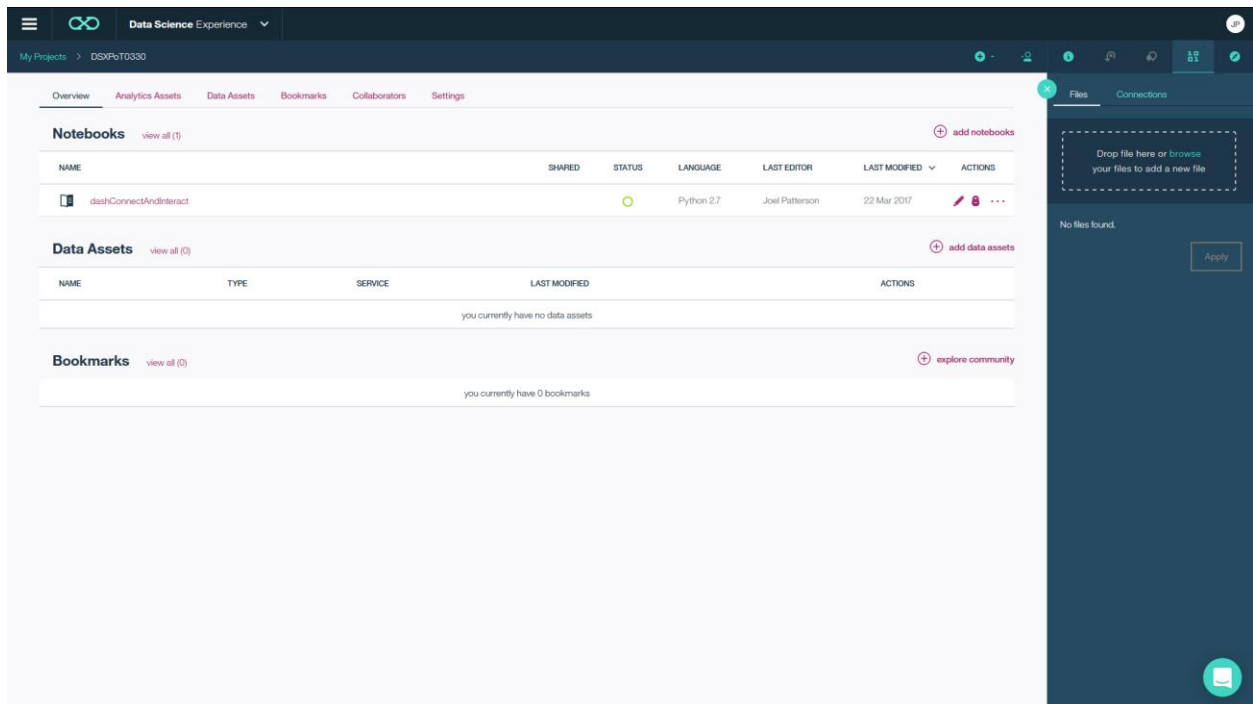 Data Science Experience
JP
My Projects > DSXPoT0330
Overview Analytics Assets Data Assets Bookmarks Collaborators Settings
Notebooks view all (1) add notebooks
NAME SHARED STATUS LANGUAGE LAST EDITOR LAST MODIFIED ACTIONS
dashConnectAndInteract Python 2.7 Joel Patterson 22 Mar 2017
Data Assets view all (0) add data assets
NAME TYPE SERVICE LAST MODIFIED ACTIONS
you currently have no data assets
Bookmarks view all (0) explore community
you currently have 0 bookmarks
Files Connections
Drop file here or browse
your files to add a new file
No files found.
Apply